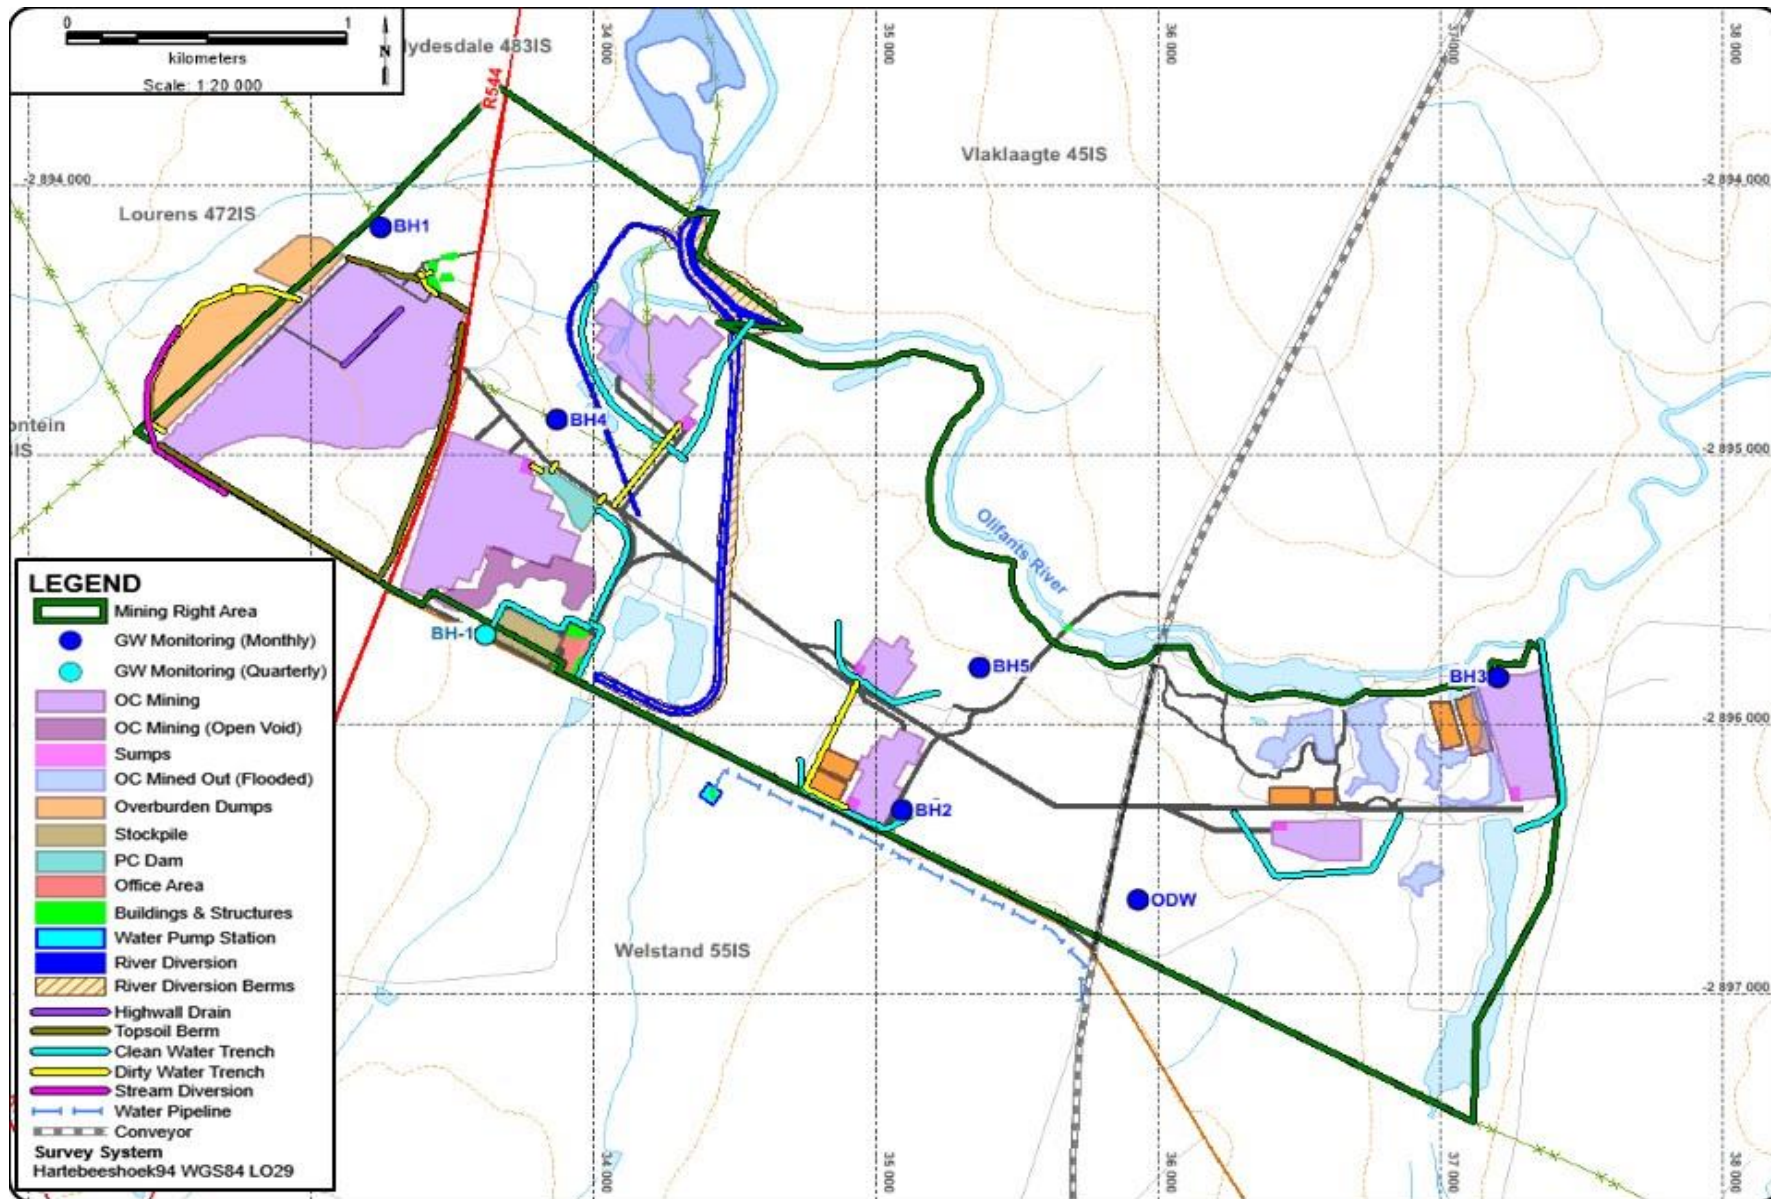 0 1
kilometers
Scale: 1:20 000
N
ydesdale 483IS
R544
34 000
35 000
36 000
37 000
38 000
Vlaklaagte 45IS
-2 894 000
-2 894 000
Lourens 472IS
BH1
BH4
ontein
IS
-2 895 000
Olifants River
BH-1
BH5
BH3
-2 896 000
BH2
ODW
Welstand 55IS
-2 897 000
34 000
35 000
36 000
37 000
38 000
LEGEND
Mining Right Area
GW Monitoring (Monthly)
GW Monitoring (Quarterly)
OC Mining
OC Mining (Open Void)
Sumps
OC Mined Out (Flooded)
Overburden Dumps
Stockpile
PC Dam
Office Area
Buildings & Structures
Water Pump Station
River Diversion
River Diversion Berms
Highwall Drain
Topsoil Berm
Clean Water Trench
Dirty Water Trench
Stream Diversion
Water Pipeline
Conveyor
Survey System
Hartebeeshoek94 WGS84 LO29